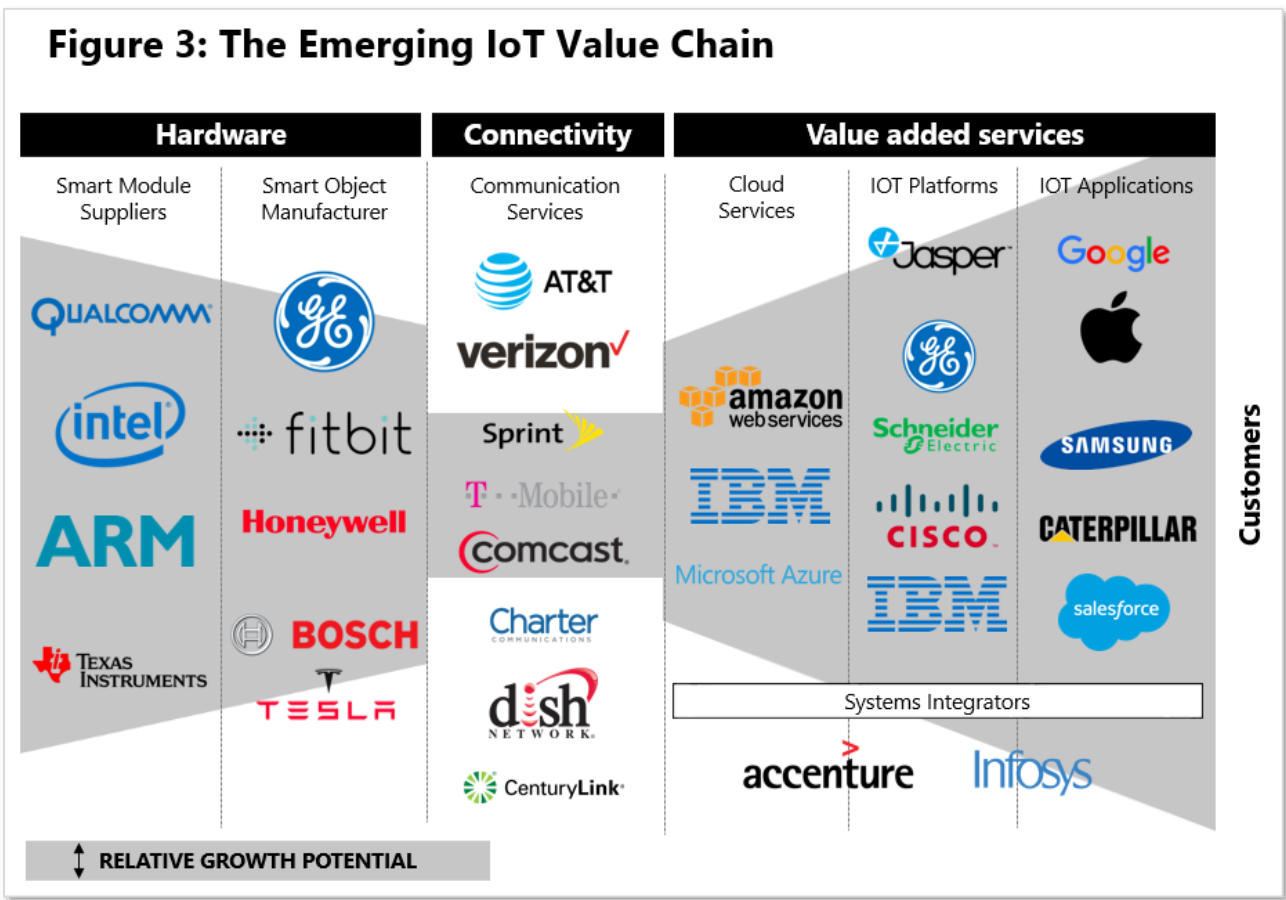 Figure 3: The Emerging IoT Value Chain
Hardware
Connectivity
Value added services
Smart Module
Suppliers
Smart Object
Manufacturer
Communication
Services
Cloud
Services
IOT Platforms
IOT Applications
QUALCOMM
intel
ARM
TEXAS
INSTRUMENTS
GE
fitbit
Honeywell
BOSCH
TESLA
AT&T
verizon
Sprint
T··Mobile·
comcast.
Charter
COMMUNICATIONS
dish
NETWORK
CenturyLink
amazon
web services
IBM
Microsoft Azure
Jasper
GE
Schneider
Electric
CISCO
IBM
Google
SAMSUNG
CATERPILLAR
salesforce
Systems Integrators
accenture
Infosys
Customers
RELATIVE GROWTH POTENTIAL